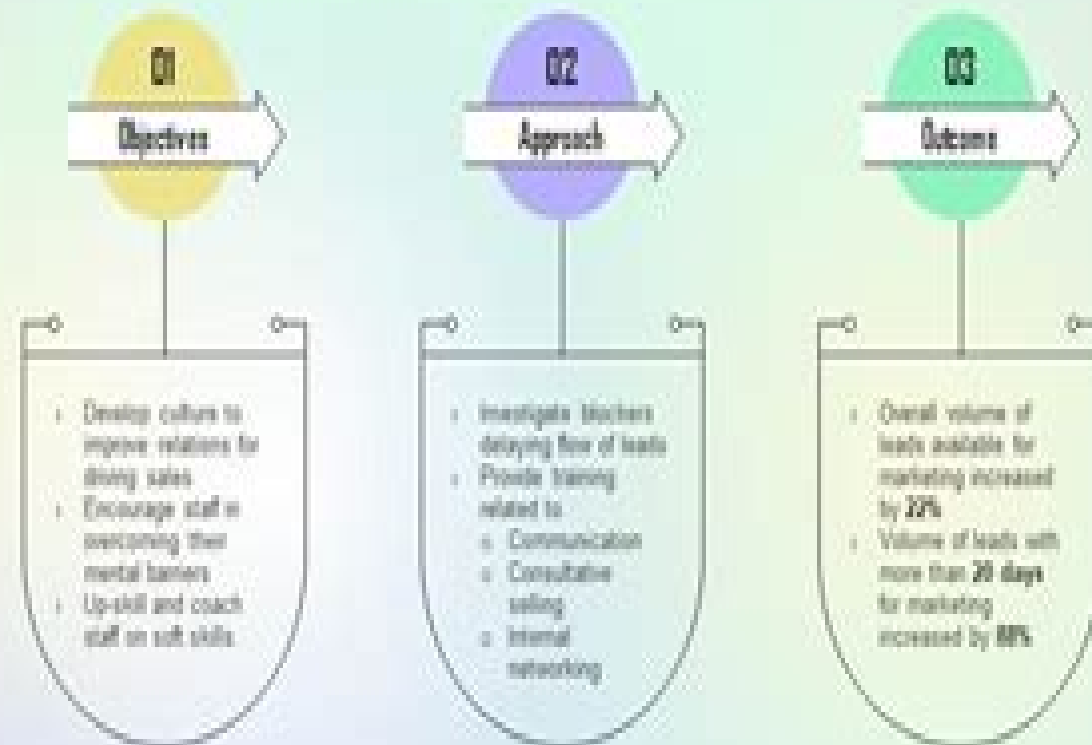 01
Objectives
Develop culture to
improve relations for
driving sales
Encourage staff in
overcoming their
mental barriers
Up-skill and coach
staff on soft skills
02
Approach
Investigate blockers
delaying flow of leads
Provide training
related to
Communication
Consultative
selling
Internal
networking
03
Outcome
Overall volume of
leads available for
marketing increased
by 22%
Volume of leads with
more than 20 days
for marketing
increased by